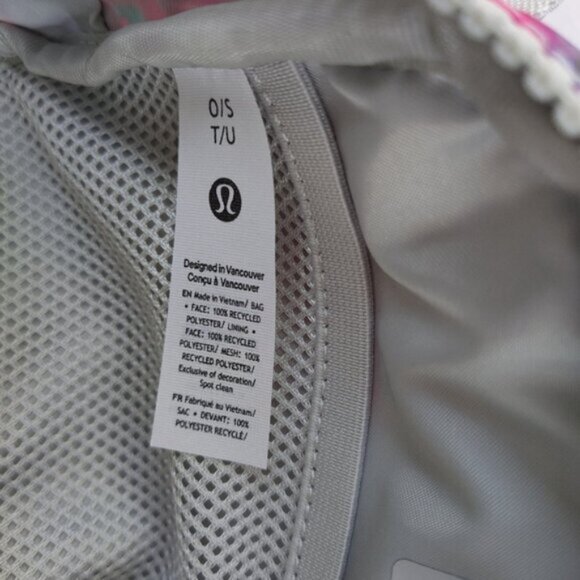 O/S
T/U
Designed in Vancouver
Conçu à Vancouver
EN Made in Vietnam/ BAG
• FACE: 100% RECYCLED
POLYESTER/ LINING •
FACE: 100% RECYCLED
POLYESTER/ MESH: 100%
RECYCLED POLYESTER/
Exclusive of decoration/
Spot clean
FR Fabriqué au Vietnam/
SAC • DEVANT: 100%
POLYESTER RECYCLÉ/